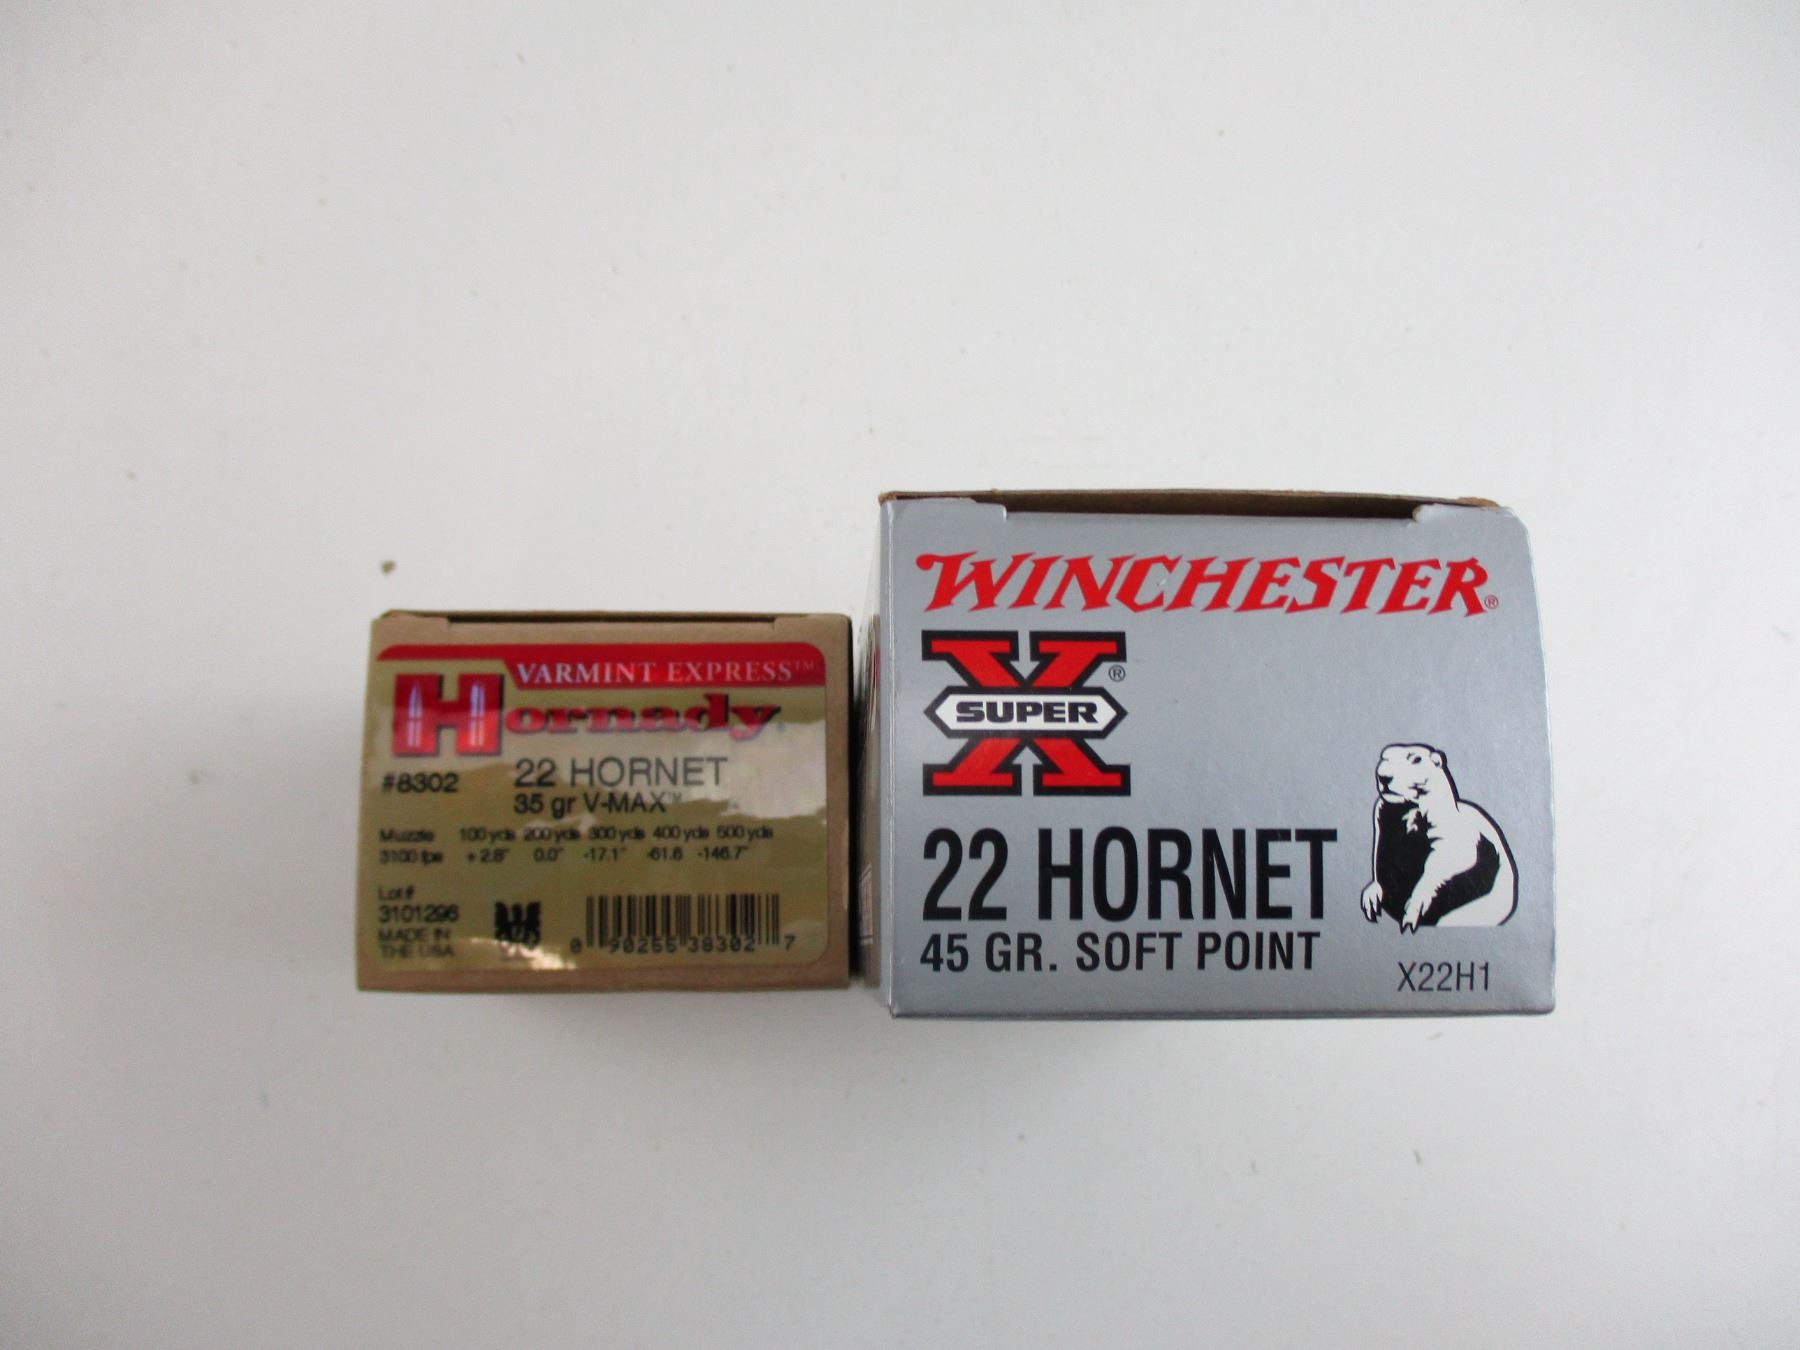 VARMINT EXPRESS™
Hornady
#8302
22 HORNET
35 gr V-MAX™
Muzzle 100 yds 200 yds 300 yds 400 yds 500 yds
3100 fps +2.8" 0.0" -17.1" -61.6 -146.7"
Lot#
3101296
MADE IN
THE USA
0 90255 38302 7
WINCHESTER®
X®
SUPER
22 HORNET
45 GR. SOFT POINT
X22H1